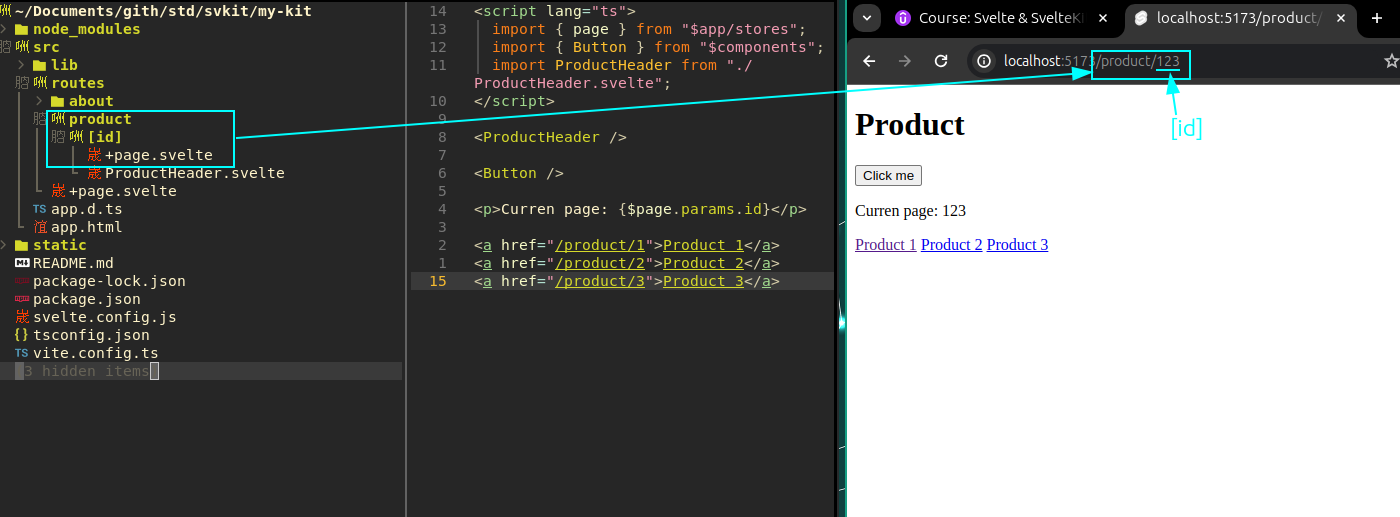 ~/Documents/gith/std/svkit/my-kit
node_modules
src
lib
routes
about
product
[id]
+page.svelte
ProductHeader.svelte
+page.svelte
TS app.d.ts
app.html
static
README.md
package-lock.json
package.json
svelte.config.js
{} tsconfig.json
TS vite.config.ts
3 hidden items
14 <script lang="ts">
13 import { page } from "$app/stores";
12 import { Button } from "$components";
11 import ProductHeader from "./
ProductHeader.svelte";
10 </script>
9
8 <ProductHeader />
7
6 <Button />
5
4 <p>Curren page: {$page.params.id}</p>
3
2 <a href="/product/1">Product 1</a>
1 <a href="/product/2">Product 2</a>
15 <a href="/product/3">Product 3</a>
Course: Svelte & SvelteKi
localhost:5173/product/
localhost:5173/product/123
[id]
Product
Click me
Curren page: 123
Product 1 Product 2 Product 3